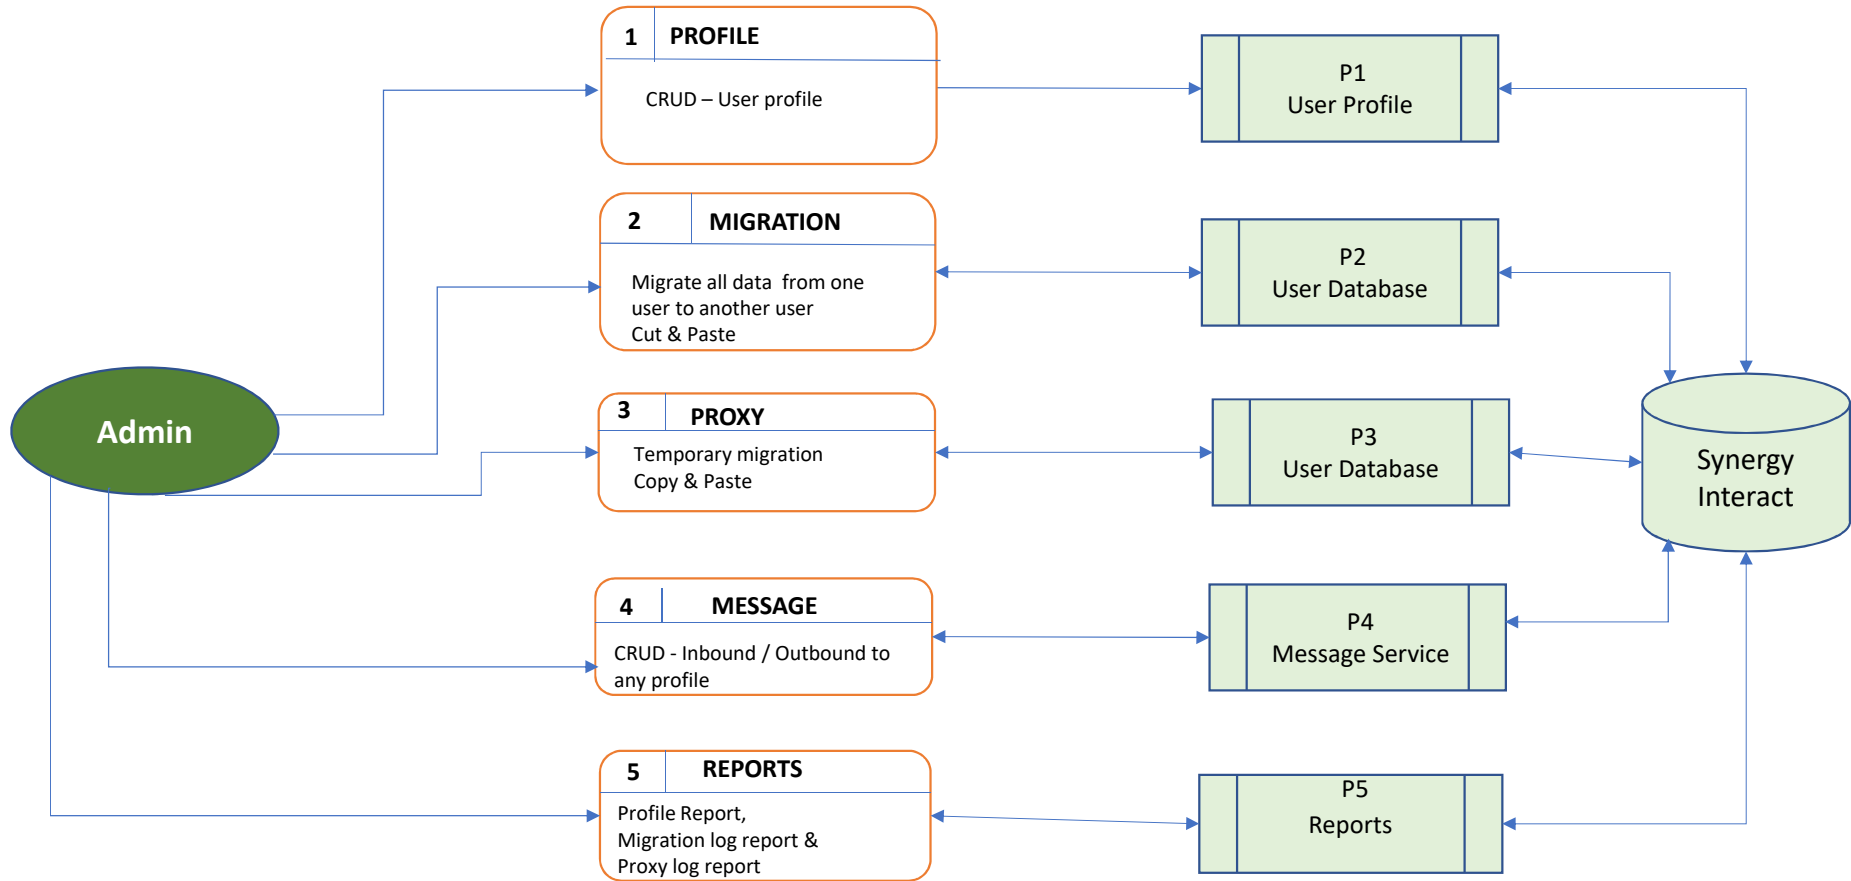 1 PROFILE
CRUD – User profile
P1
User Profile
2 MIGRATION
Migrate all data from one
user to another user
Cut & Paste
P2
User Database
Admin
3 PROXY
Temporary migration
Copy & Paste
P3
User Database
Synergy
Interact
4 MESSAGE
CRUD - Inbound / Outbound to
any profile
P4
Message Service
5 REPORTS
Profile Report,
Migration log report &
Proxy log report
P5
Reports